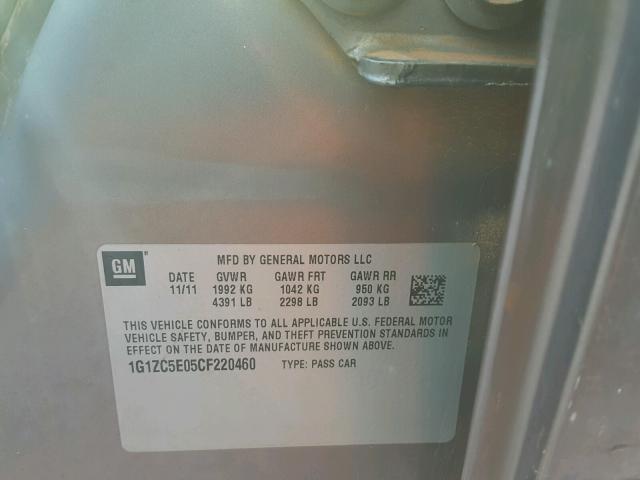 GM
MFD BY GENERAL MOTORS LLC
DATE GVWR GAWR FRT GAWR RR
11/11 1992 KG 1042 KG 950 KG
4391 LB 2298 LB 2093 LB
THIS VEHICLE CONFORMS TO ALL APPLICABLE U.S. FEDERAL MOTOR
VEHICLE SAFETY, BUMPER, AND THEFT PREVENTION STANDARDS IN
EFFECT ON THE DATE OF MANUFACTURE SHOWN ABOVE.
1G1ZC5E05CF220460 TYPE: PASS CAR